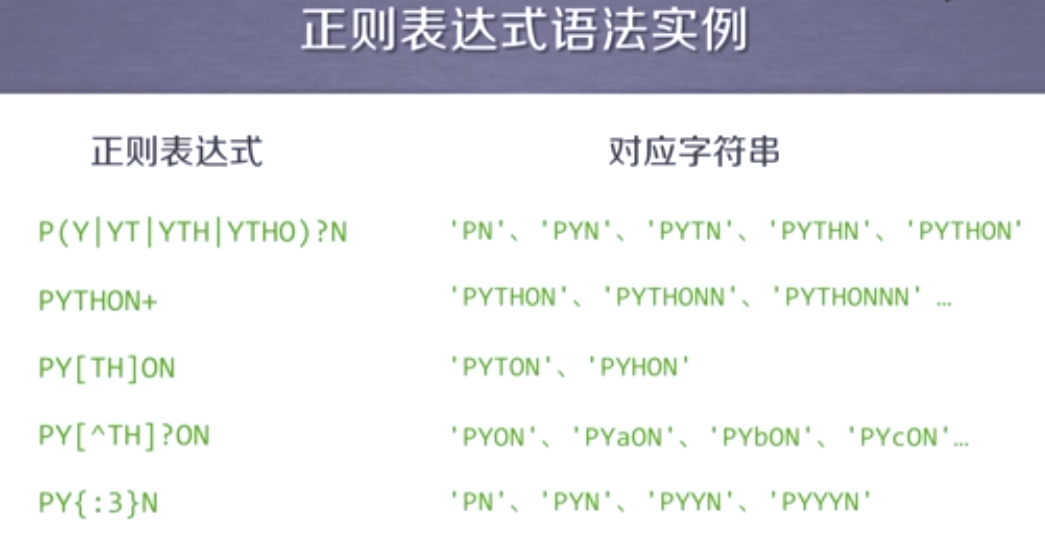 正则表达式语法实例
正则表达式 对应字符串
P(Y|YT|YTH|YTHO)?N 'PN'、'PYN'、'PYTN'、'PYTHN'、'PYTHON'
PYTHON+ 'PYTHON'、'PYTHONN'、'PYTHONNN' …
PY[TH]ON 'PYTON'、'PYHON'
PY[^TH]?ON 'PYON'、'PYaON'、'PYbON'、'PYcON'…
PY{:3}N 'PN'、'PYN'、'PYYN'、'PYYYN'